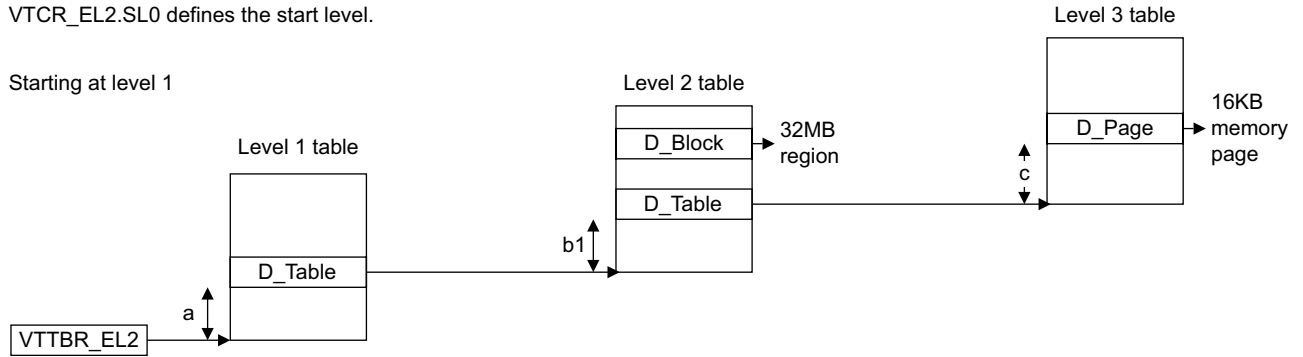 VTCR_EL2.SL0 defines the start level.
Level 3 table
Starting at level 1
Level 2 table
16KB
memory
page
D_Page
32MB
region
D_Block
Level 1 table
c
D_Table
b1
D_Table
a
VTTBR_EL2